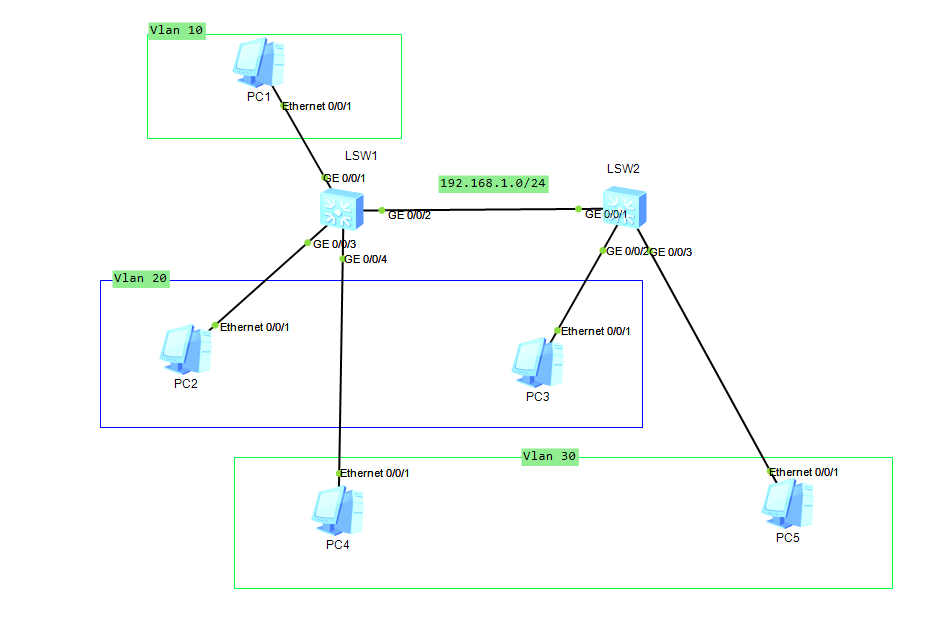 Vlan 10
PC1
Ethernet 0/0/1
LSW1
LSW2
GE 0/0/1
192.168.1.0/24
GE 0/0/2
GE 0/0/1
GE 0/0/3
GE 0/0/4
GE 0/0/2
GE 0/0/3
Vlan 20
Ethernet 0/0/1
Ethernet 0/0/1
PC2
PC3
Vlan 30
Ethernet 0/0/1
Ethernet 0/0/1
PC4
PC5